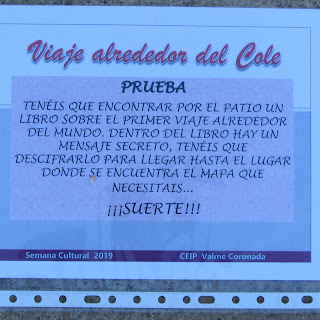 Viaje alrededor del Cole
PRUEBA
TENÉIS QUE ENCONTRAR POR EL PATIO UN
LIBRO SOBRE EL PRIMER VIAJE ALREDEDOR
DEL MUNDO. DENTRO DEL LIBRO HAY UN
MENSAJE SECRETO, TENÉIS QUE
DESCIFRARLO PARA LLEGAR HASTA EL LUGAR
DONDE SE ENCUENTRA EL MAPA QUE
NECESITAIS...
¡¡¡SUERTE!!!
Semana Cultural 2019 CEIP Valme Coronada